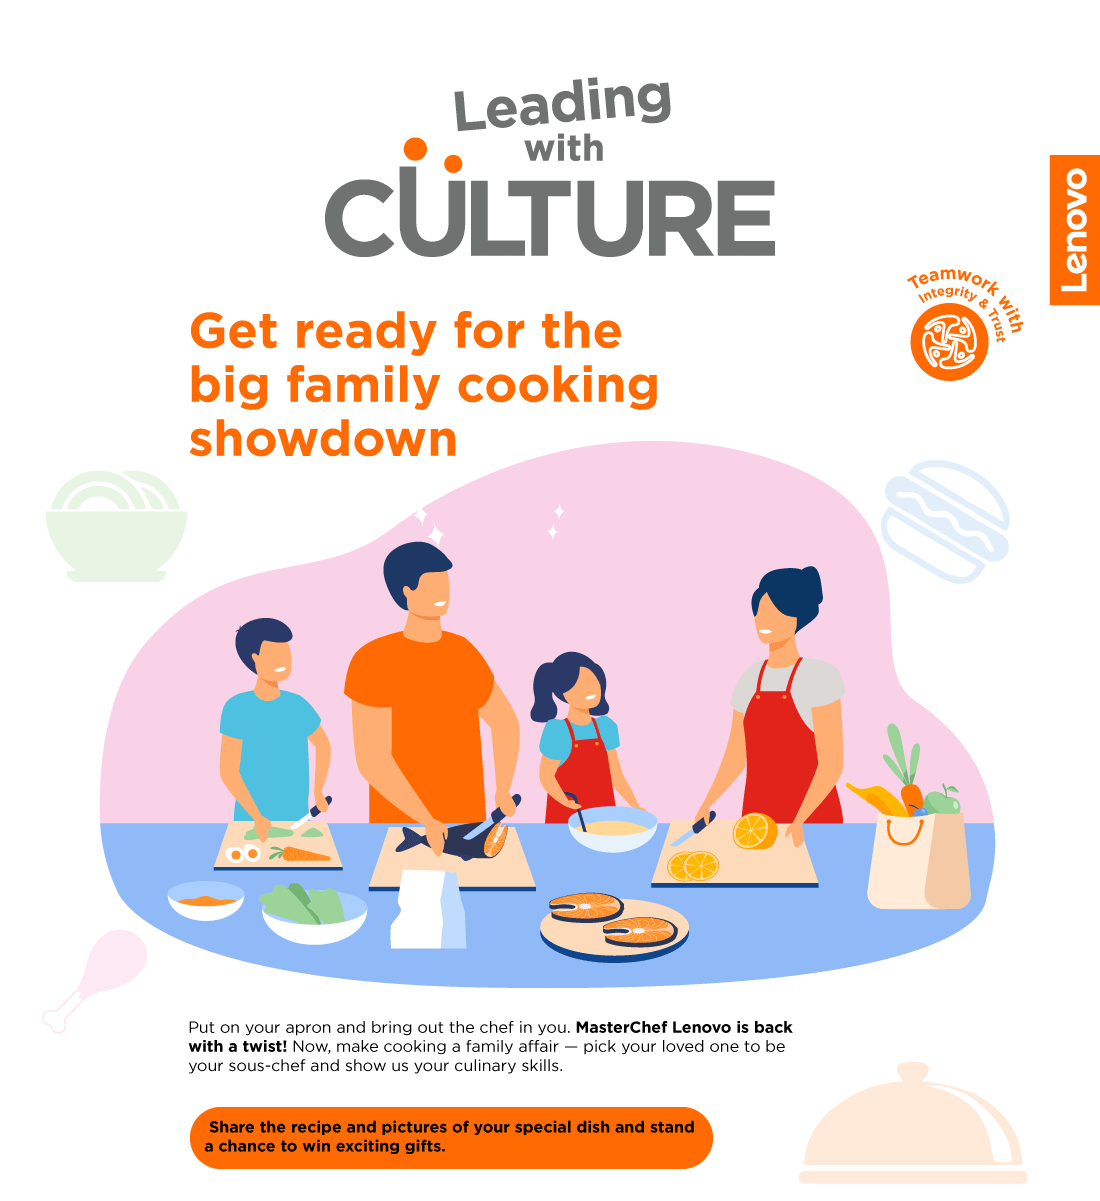 Leading
with
CULTURE
Lenovo
Teamwork with
Integrity & Trust
Get ready for the
big family cooking
showdown
Put on your apron and bring out the chef in you. MasterChef Lenovo is back
with a twist! Now, make cooking a family affair — pick your loved one to be
your sous-chef and show us your culinary skills.
Share the recipe and pictures of your special dish and stand
a chance to win exciting gifts.